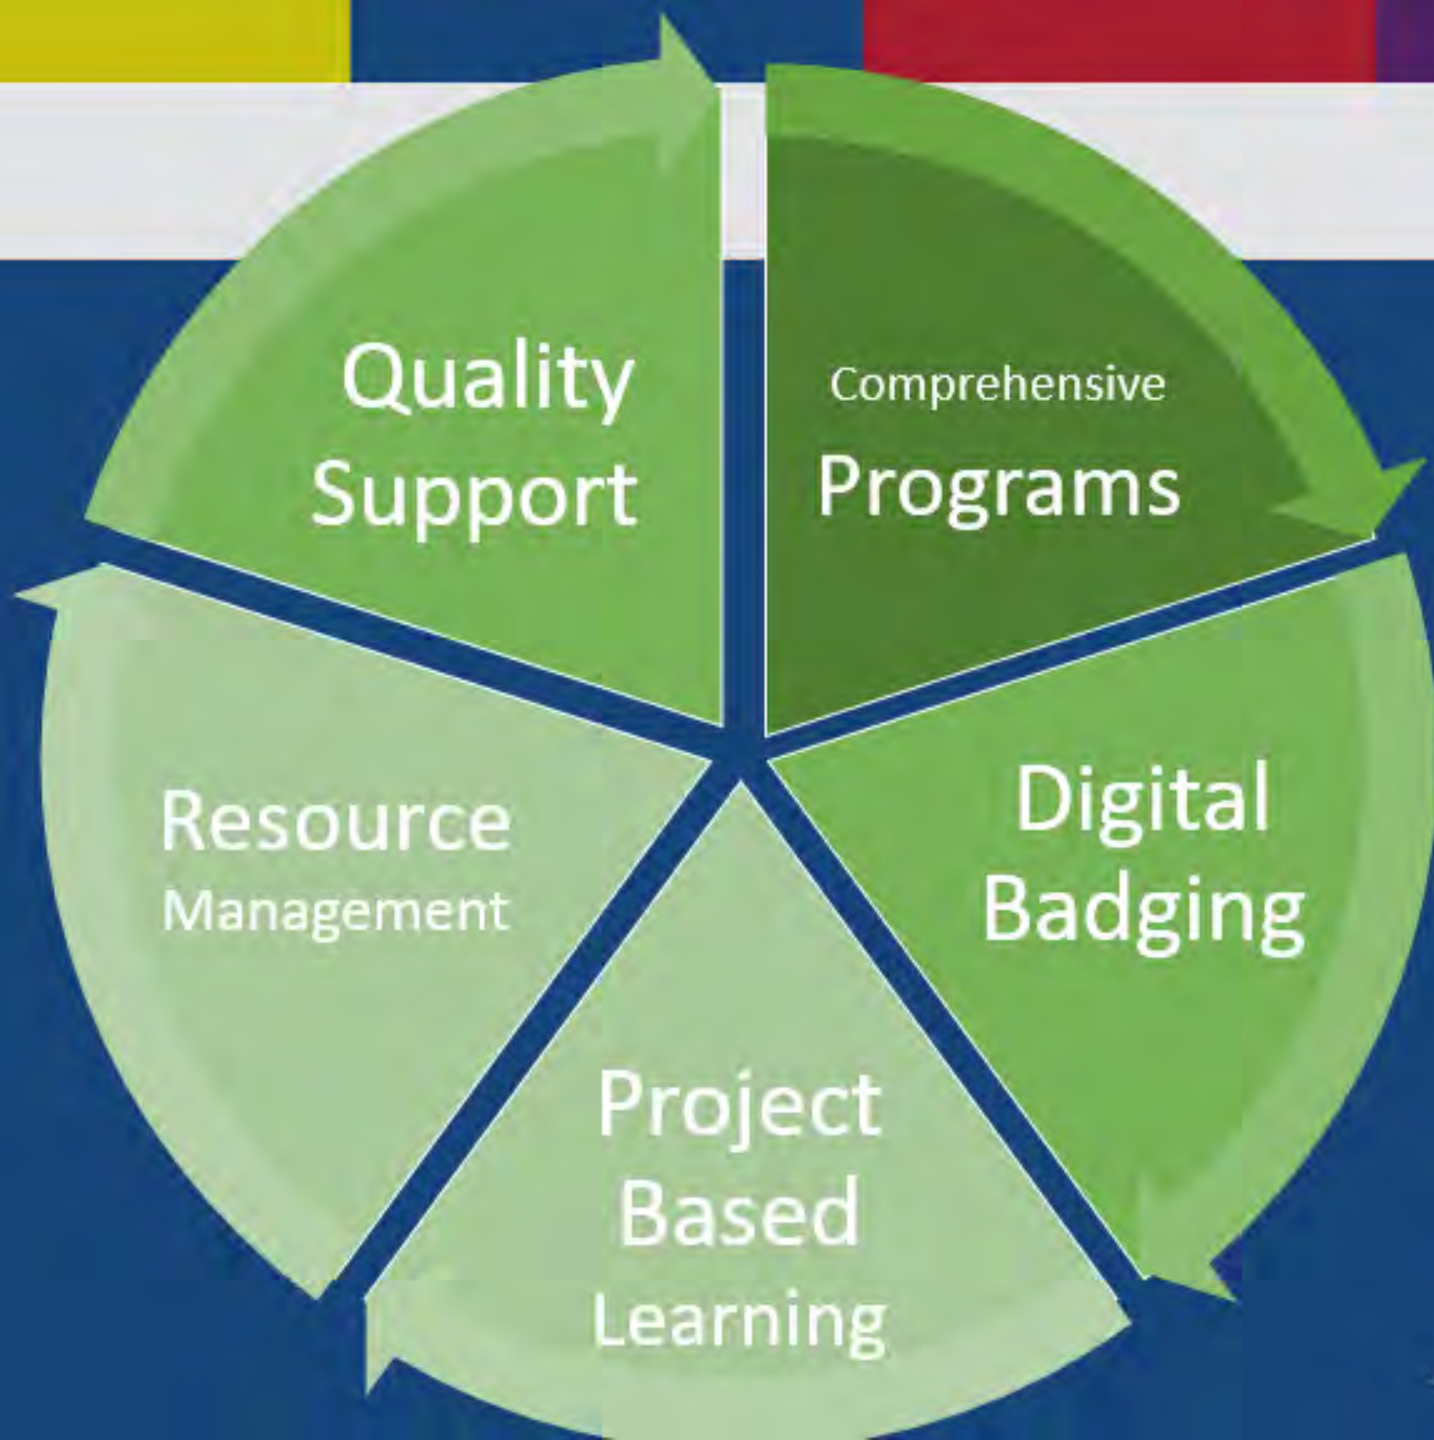 Quality
Support
Comprehensive
Programs
Digital
Badging
Project
Based
Learning
Resource
Management